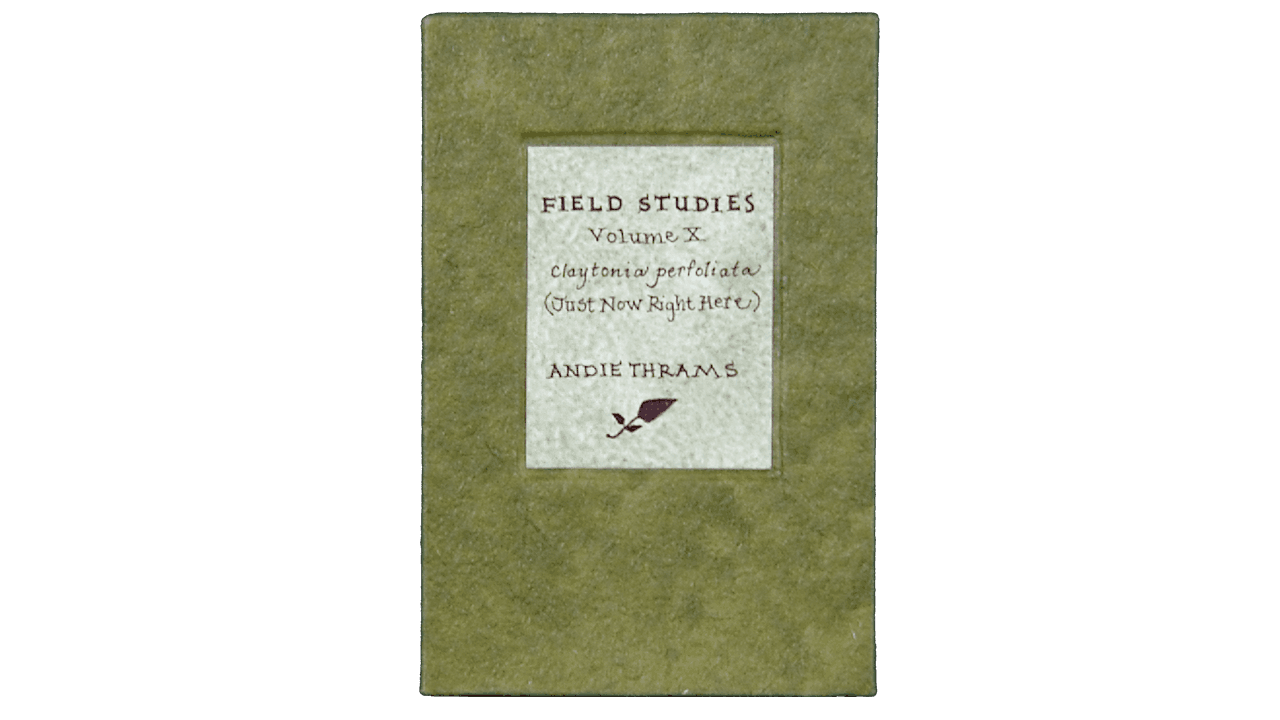 FIELD STUDIES
Volume X
Claytonia perfoliata
(Just Now Right Here)
ANDIE THRAMS